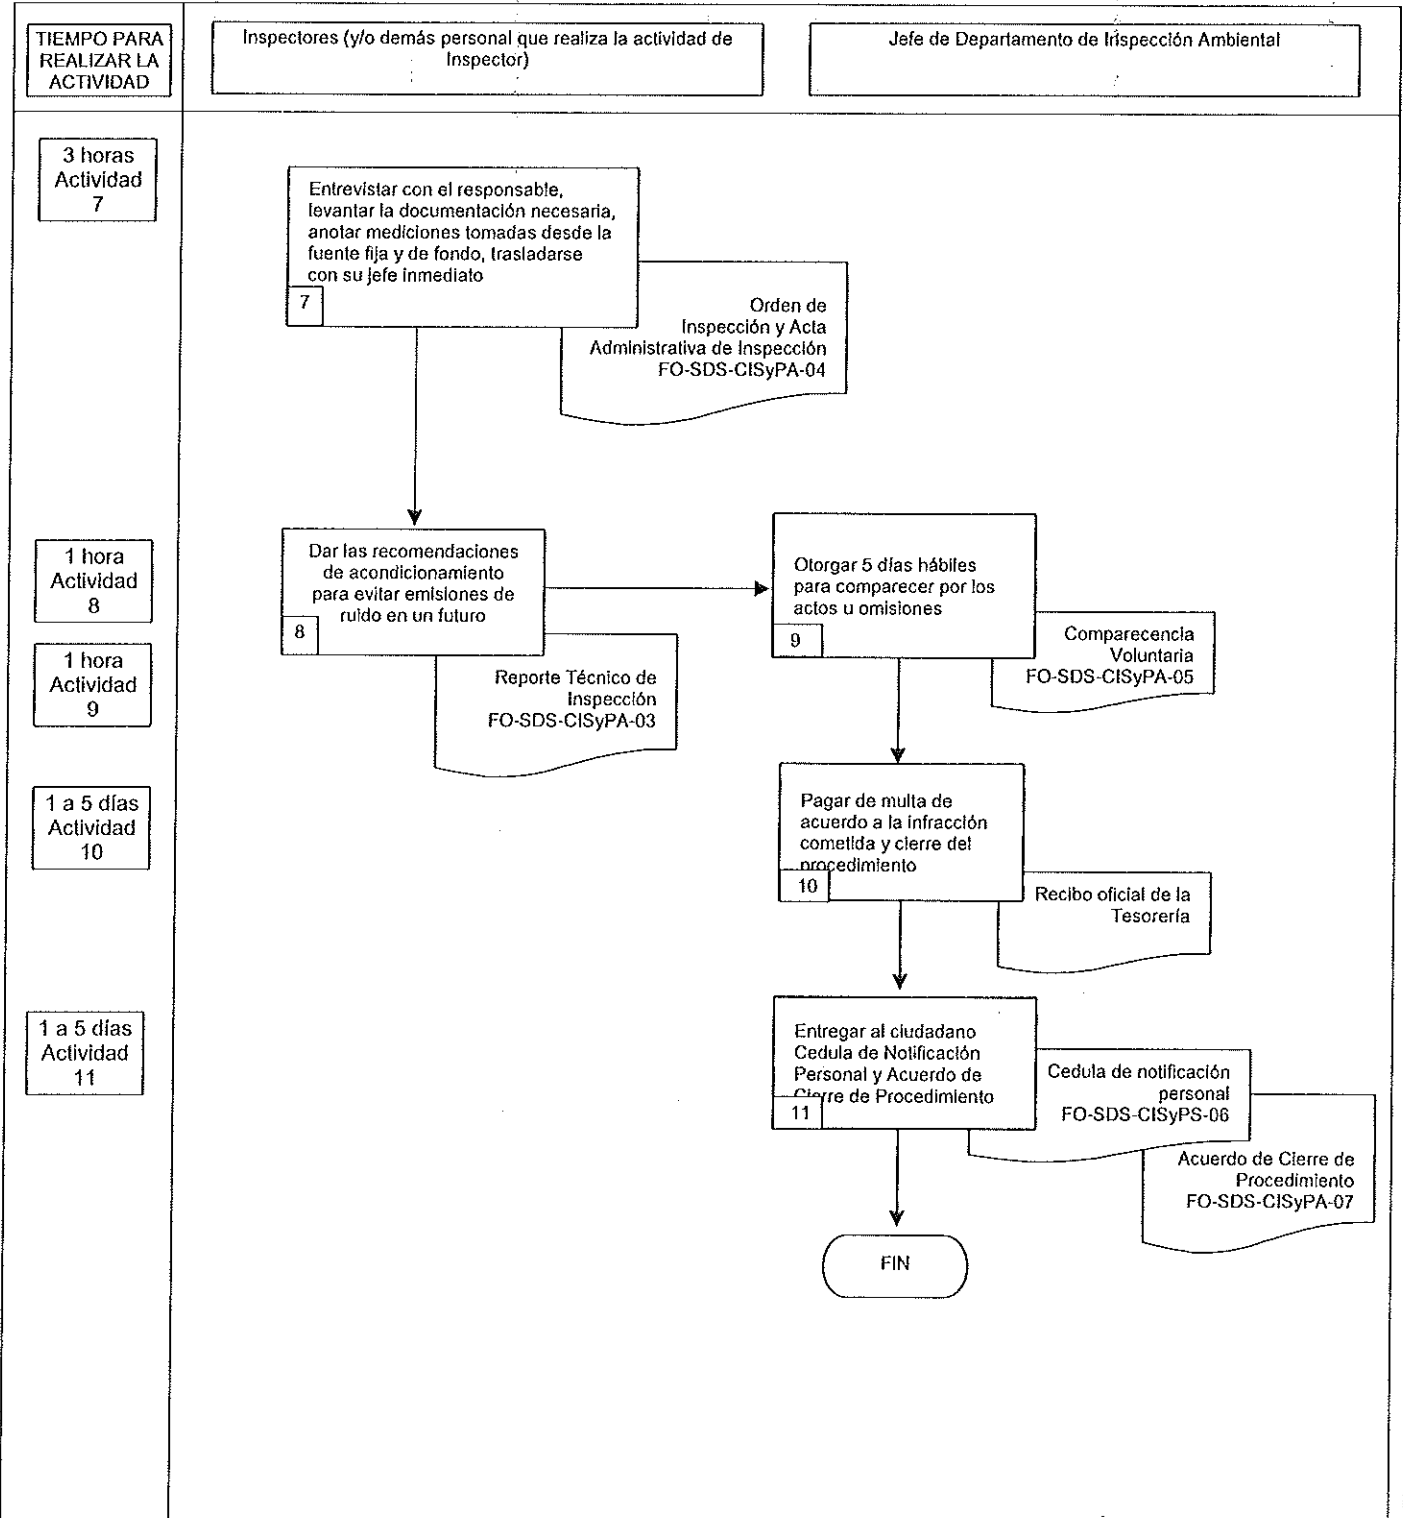 TIEMPO PARA
REALIZAR LA
ACTIVIDAD
Inspectores (y/o demás personal que realiza la actividad de
Inspector)
Jefe de Departamento de Inspección Ambiental
3 horas
Actividad
7
Entrevistar con el responsable,
levantar la documentación necesaria,
anotar mediciones tomadas desde la
fuente fija y de fondo, trasladarse
con su jefe inmediato
7
Orden de
Inspección y Acta
Administrativa de Inspección
FO-SDS-CISyPA-04
1 hora
Actividad
8
Dar las recomendaciones
de acondicionamiento
para evitar emisiones de
ruido en un futuro
8
Reporte Técnico de
Inspección
FO-SDS-CISyPA-03
Otorgar 5 días hábiles
para comparecer por los
actos u omisiones
9
Comparecencia
Voluntaria
FO-SDS-CISyPA-05
1 hora
Actividad
9
1 a 5 días
Actividad
10
Pagar de multa de
acuerdo a la infracción
cometida y cierre del
procedimiento
10
Recibo oficial de la
Tesorería
1 a 5 días
Actividad
11
Entregar al ciudadano
Cedula de Notificación
Personal y Acuerdo de
Cierre de Procedimiento
11
Cedula de notificación
personal
FO-SDS-CISyPS-06
Acuerdo de Cierre de
Procedimiento
FO-SDS-CISyPA-07
FIN